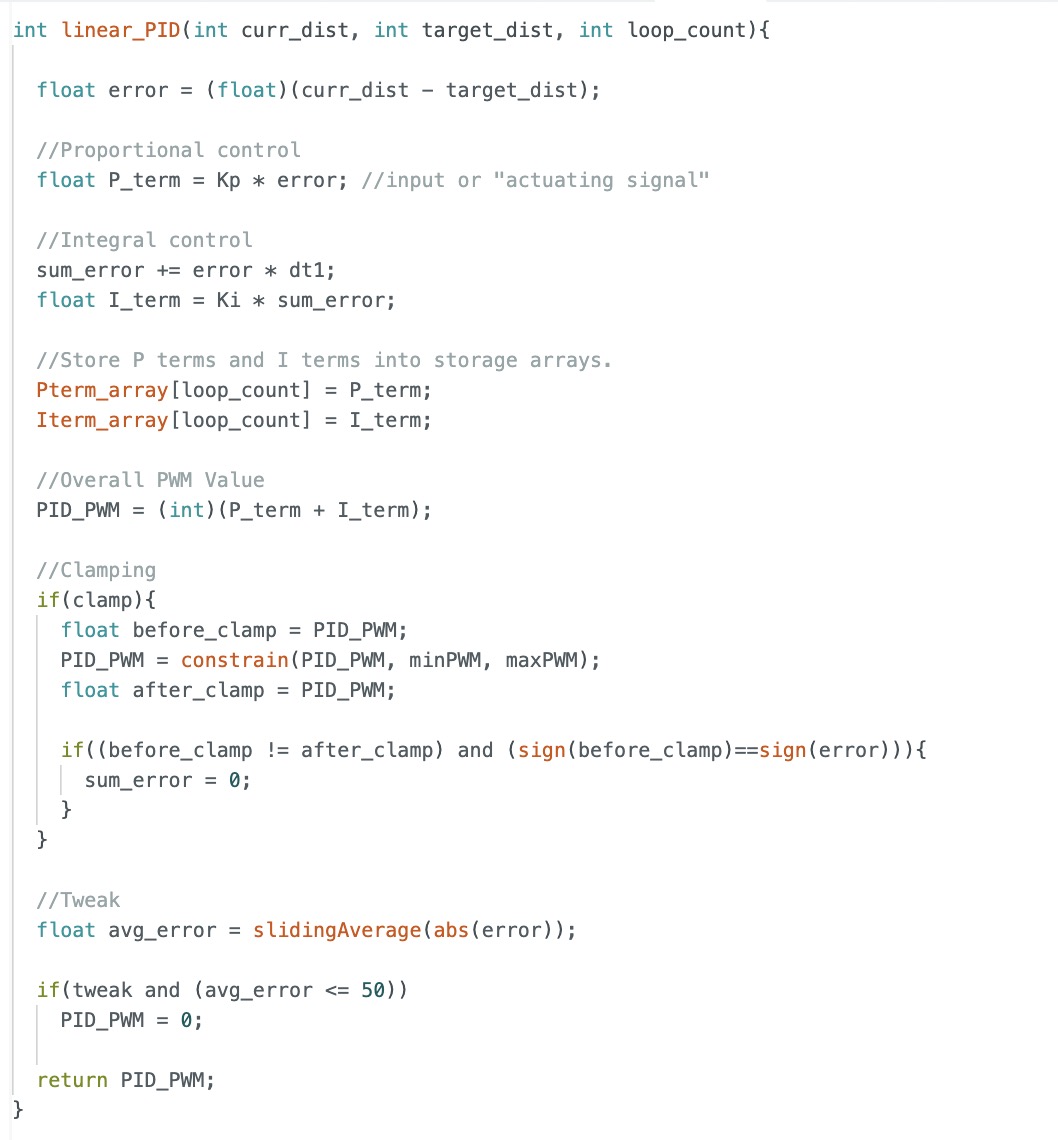 int linear_PID(int curr_dist, int target_dist, int loop_count){
float error = (float)(curr_dist - target_dist);
//Proportional control
float P_term = Kp * error; //input or "actuating signal"
//Integral control
sum_error += error * dt1;
float I_term = Ki * sum_error;
//Store P terms and I terms into storage arrays.
Pterm_array[loop_count] = P_term;
Iterm_array[loop_count] = I_term;
//Overall PWM Value
PID_PWM = (int)(P_term + I_term);
//Clamping
if(clamp){
float before_clamp = PID_PWM;
PID_PWM = constrain(PID_PWM, minPWM, maxPWM);
float after_clamp = PID_PWM;
if((before_clamp != after_clamp) and (sign(before_clamp)==sign(error))){
sum_error = 0;
}
}
//Tweak
float avg_error = slidingAverage(abs(error));
if(tweak and (avg_error <= 50))
PID_PWM = 0;
return PID_PWM;
}